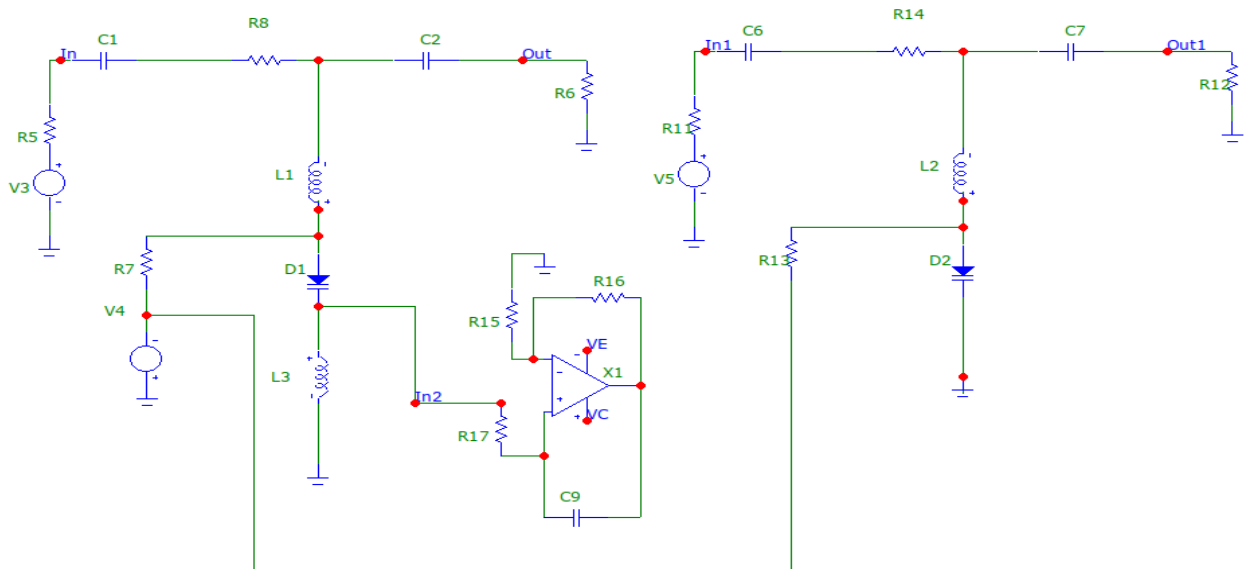 R8
R14
In
C1
C2
Out
In1
C6
C7
Out1
R6
R12
R5
R11
V3
L1
V5
L2
R7
D1
R13
D2
V4
R15
R16
VE
X1
L3
In2
VC
R17
C9